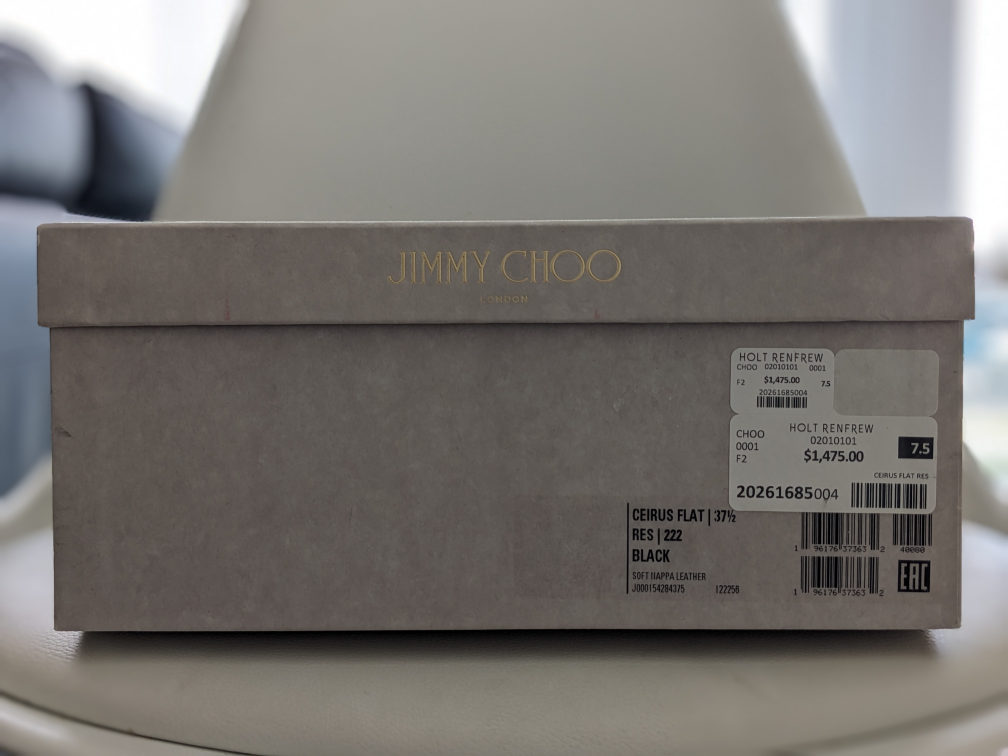 JIMMY CHOO
LONDON
HOLT RENFREW
CHOO 02010101 0001
F2 $1,475.00 7.5
20261685004
HOLT RENFREW
CHOO 02010101
0001
F2 $1,475.00 7.5
CEIRUS FLAT RES
20261685004
CEIRUS FLAT | 37½
RES | 222
BLACK
SOFT NAPPA LEATHER
J000154284375 122256
1 96176 37363 2 40080
1 96176 37363 2
EAC